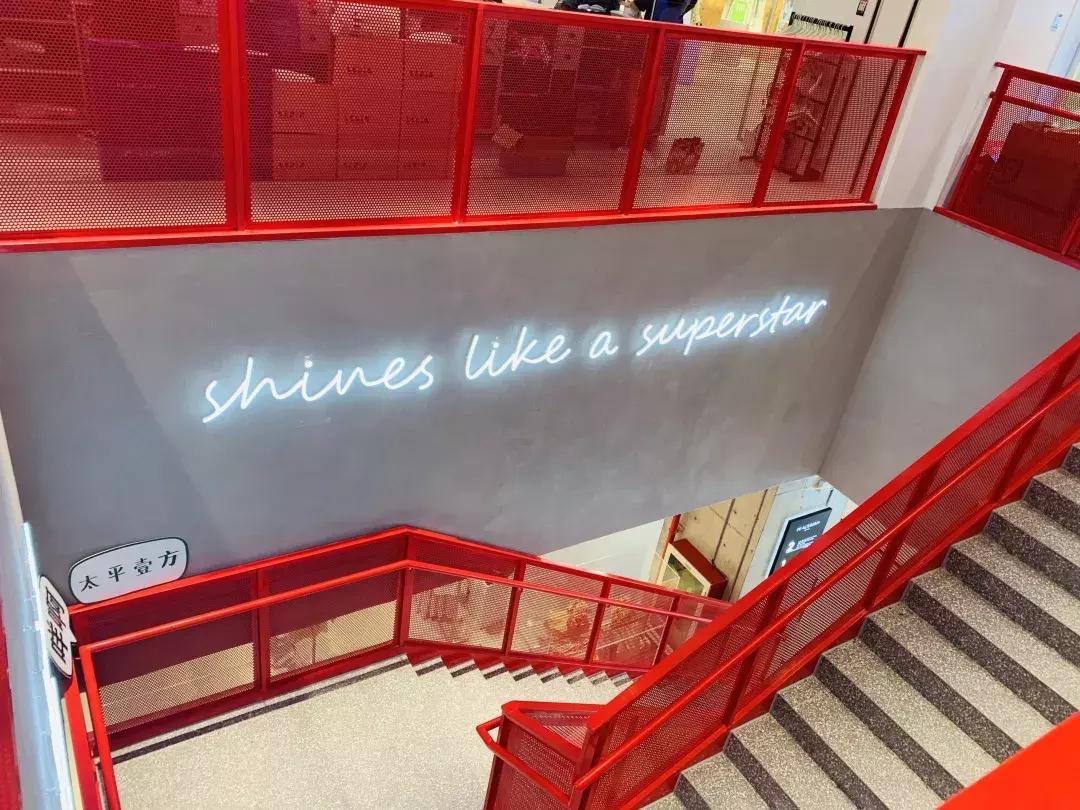 shines like a superstar
太平壹方